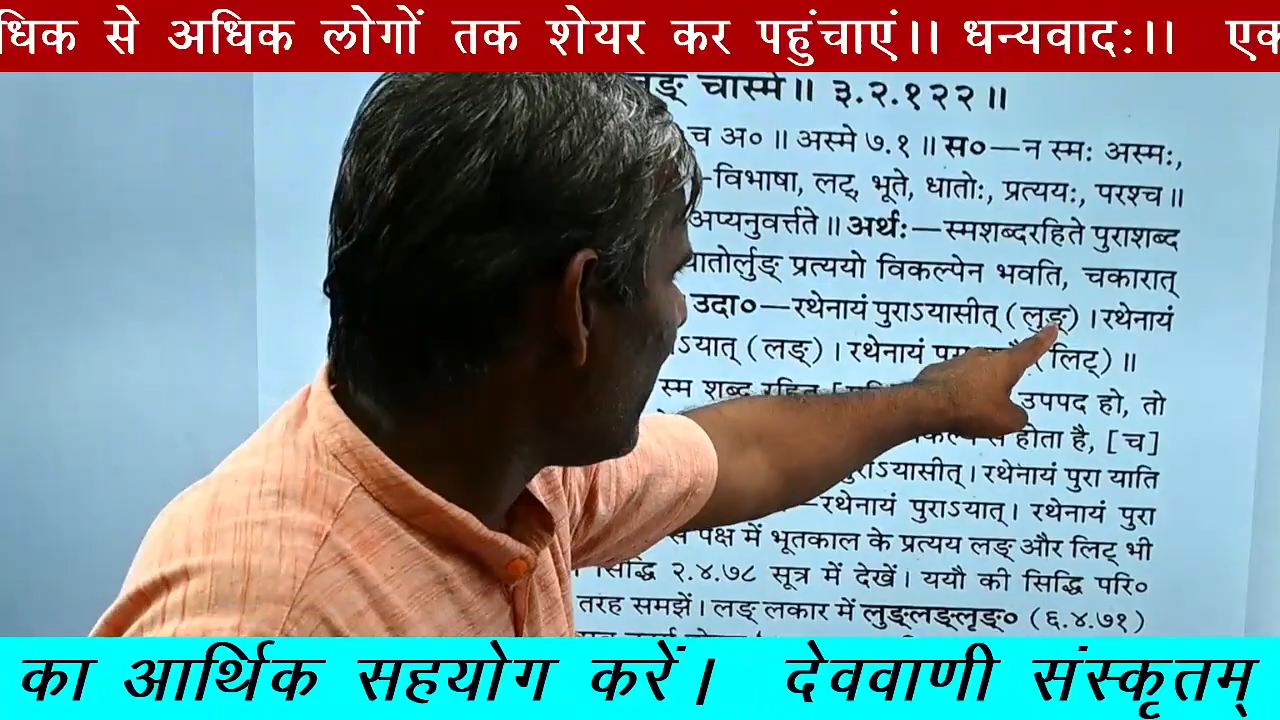 धिक से अधिक लोगों तक शेयर कर पहुंचाएं।। धन्यवादः।। एक
चास्मे॥ ३.२.१२२॥
च अ०॥ अस्मे ७.१॥ स०—न स्मः अस्मः,
-विभाषा, लट्, भूते, धातोः, प्रत्ययः, परश्च॥
अप्यनुवर्त्तते॥ अर्थः—स्मशब्दरहिते पुराशब्द
प्रत्ययो विकल्पेन भवति, चकारात्
उदा०—रथेनायं पुराऽयासीत् (लुङ्)। रथेनायं
ऽयात् (लङ्)। रथेनायं (लिट्)॥
स्म शब्द रहित उपपद हो, तो
होता है, [च]
पुराऽयासीत्। रथेनायं पुरा याति
—रथेनायं पुराऽयात्। रथेनायं पुरा
पक्ष में भूतकाल के प्रत्यय लङ् और लिट् भी
सिद्धि २.४.७८ सूत्र में देखें। ययौ की सिद्धि परि०
तरह समझें। लङ् लकार में लुङ्लङ्लृङ्० (६.४.७१)
का आर्थिक सहयोग करें। देववाणी संस्कृतम्